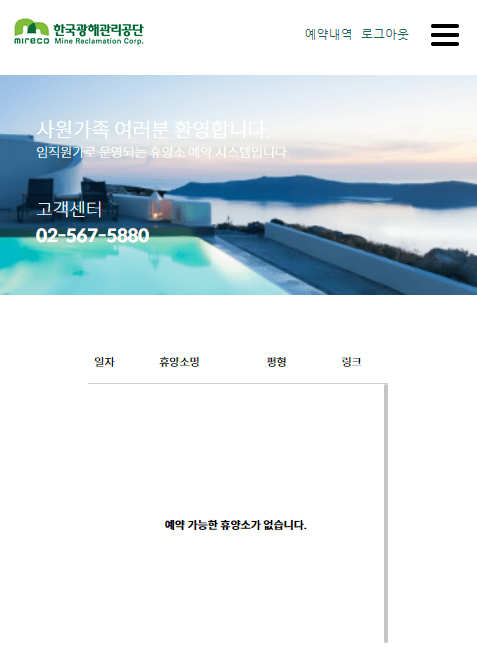 mireco 한국광해관리공단
Mine Reclamation Corp.
예약내역 로그아웃
사원가족 여러분 환영합니다.
임직원가로 운영되는 휴양소 예약 시스템입니다.
고객센터
02-567-5880
일자 휴양소명 평형 링크
예약 가능한 휴양소가 없습니다.